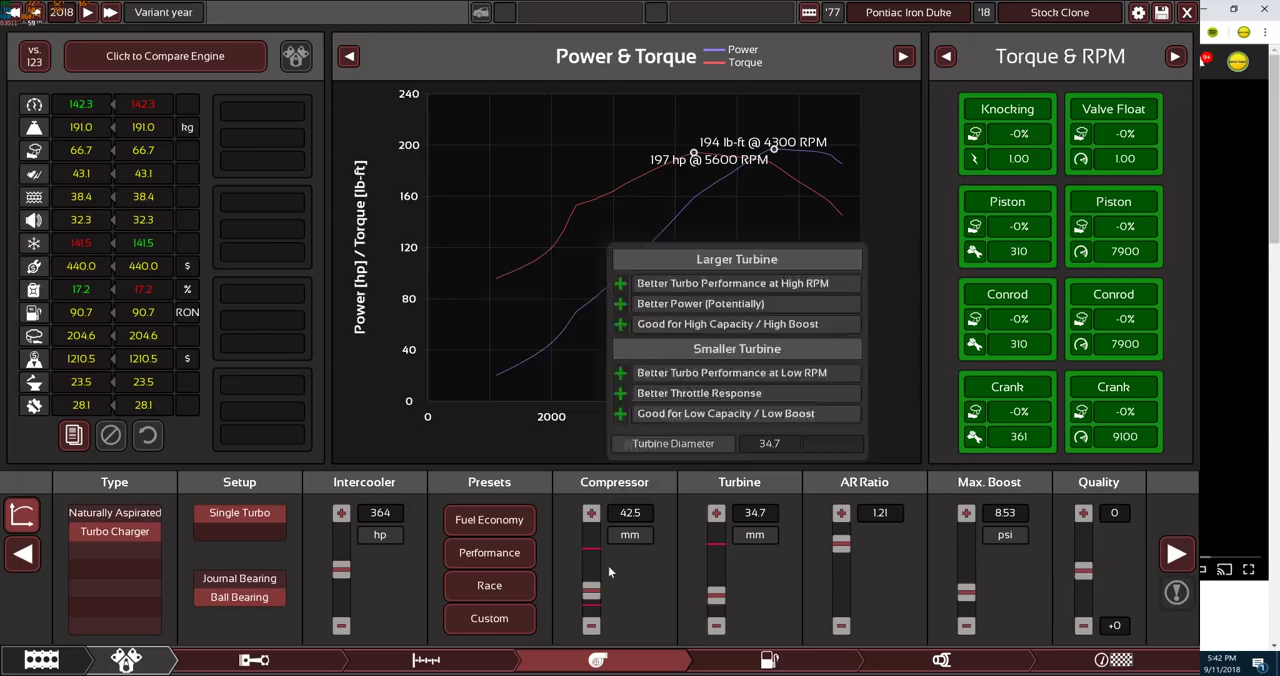 2018
Variant year
'77
Pontiac Iron Duke
'18
Stock Clone
vs.
123
Click to Compare Engine
Power & Torque
Power
Torque
Torque & RPM
142.3 142.3
191.0 191.0 kg
66.7 66.7
43.1 43.1
38.4 38.4
32.3 32.3
141.5 141.5
440.0 440.0 $
17.2 17.2 %
90.7 90.7 RON
204.6 204.6
1210.5 1210.5 $
23.5 23.5
28.1 28.1
Power [hp] / Torque [lb-ft]
240
200
160
120
80
40
0
0
2000
194 lb-ft @ 4300 RPM
197 hp @ 5600 RPM
Larger Turbine
Better Turbo Performance at High RPM
Better Power (Potentially)
Good for High Capacity / High Boost
Smaller Turbine
Better Turbo Performance at Low RPM
Better Throttle Response
Good for Low Capacity / Low Boost
Turbine Diameter 34.7
Knocking
-0%
1.00
Valve Float
-0%
1.00
Piston
-0%
310
Piston
-0%
7900
Conrod
-0%
310
Conrod
-0%
7900
Crank
-0%
361
Crank
-0%
9100
Type
Naturally Aspirated
Turbo Charger
Setup
Single Turbo
Journal Bearing
Ball Bearing
Intercooler
364
hp
Presets
Fuel Economy
Performance
Race
Custom
Compressor
42.5
mm
Turbine
34.7
mm
AR Ratio
1.21
Max. Boost
8.53
psi
Quality
0
+0
9+
5:42 PM
9/11/2018